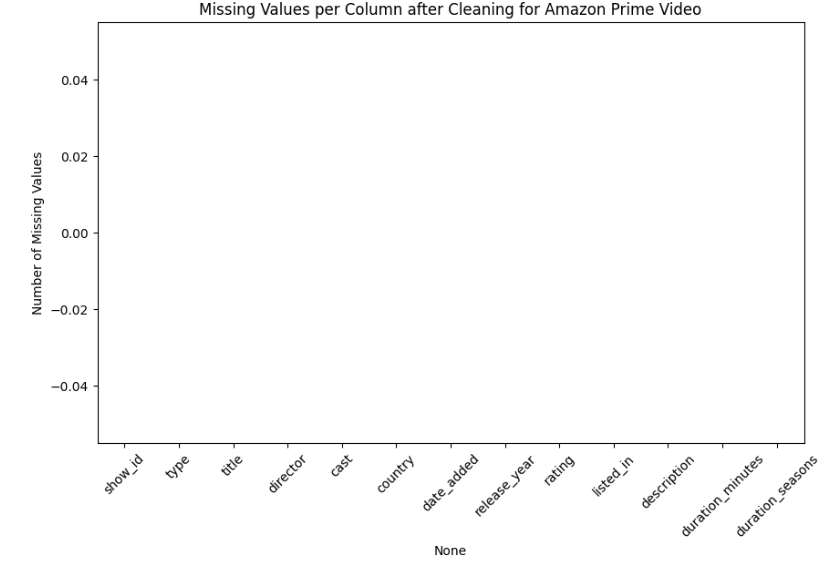 Missing Values per Column after Cleaning for Amazon Prime Video
Number of Missing Values
0.04
0.02
0.00
−0.02
−0.04
show_id
type
title
director
cast
country
date_added
release_year
rating
listed_in
description
duration_minutes
duration_seasons
None